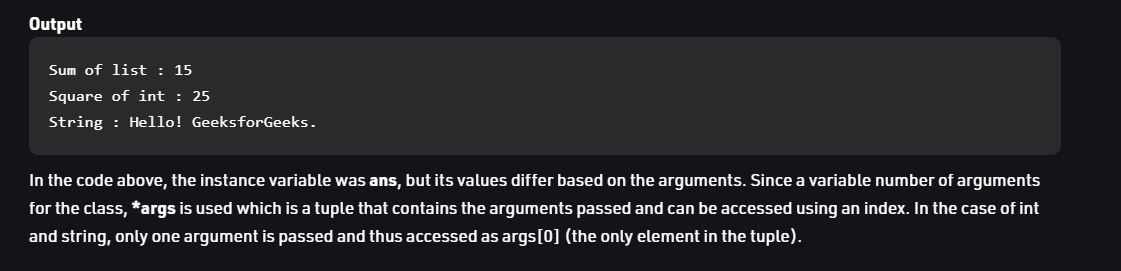 Output
Sum of list : 15
Square of int : 25
String : Hello! GeeksforGeeks.
In the code above, the instance variable was ans, but its values differ based on the arguments. Since a variable number of arguments
for the class, *args is used which is a tuple that contains the arguments passed and can be accessed using an index. In the case of int
and string, only one argument is passed and thus accessed as args[0] (the only element in the tuple).